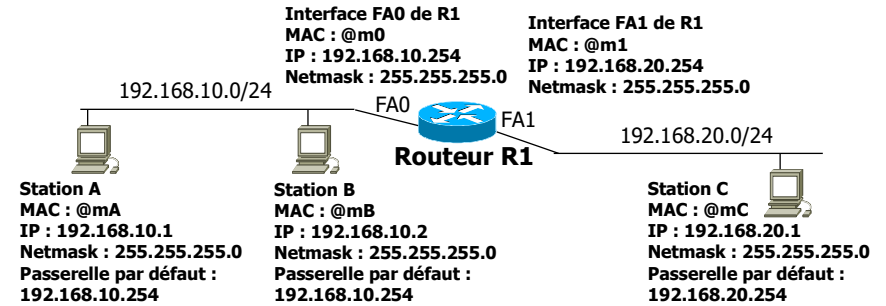 Interface FA0 de R1
MAC : @m0
IP : 192.168.10.254
Netmask : 255.255.255.0
Interface FA1 de R1
MAC : @m1
IP : 192.168.20.254
Netmask : 255.255.255.0
192.168.10.0/24
FA0
FA1
192.168.20.0/24
Routeur R1
Station A
MAC : @mA
IP : 192.168.10.1
Netmask : 255.255.255.0
Passerelle par défaut :
192.168.10.254
Station B
MAC : @mB
IP : 192.168.10.2
Netmask : 255.255.255.0
Passerelle par défaut :
192.168.10.254
Station C
MAC : @mC
IP : 192.168.20.1
Netmask : 255.255.255.0
Passerelle par défaut :
192.168.20.254